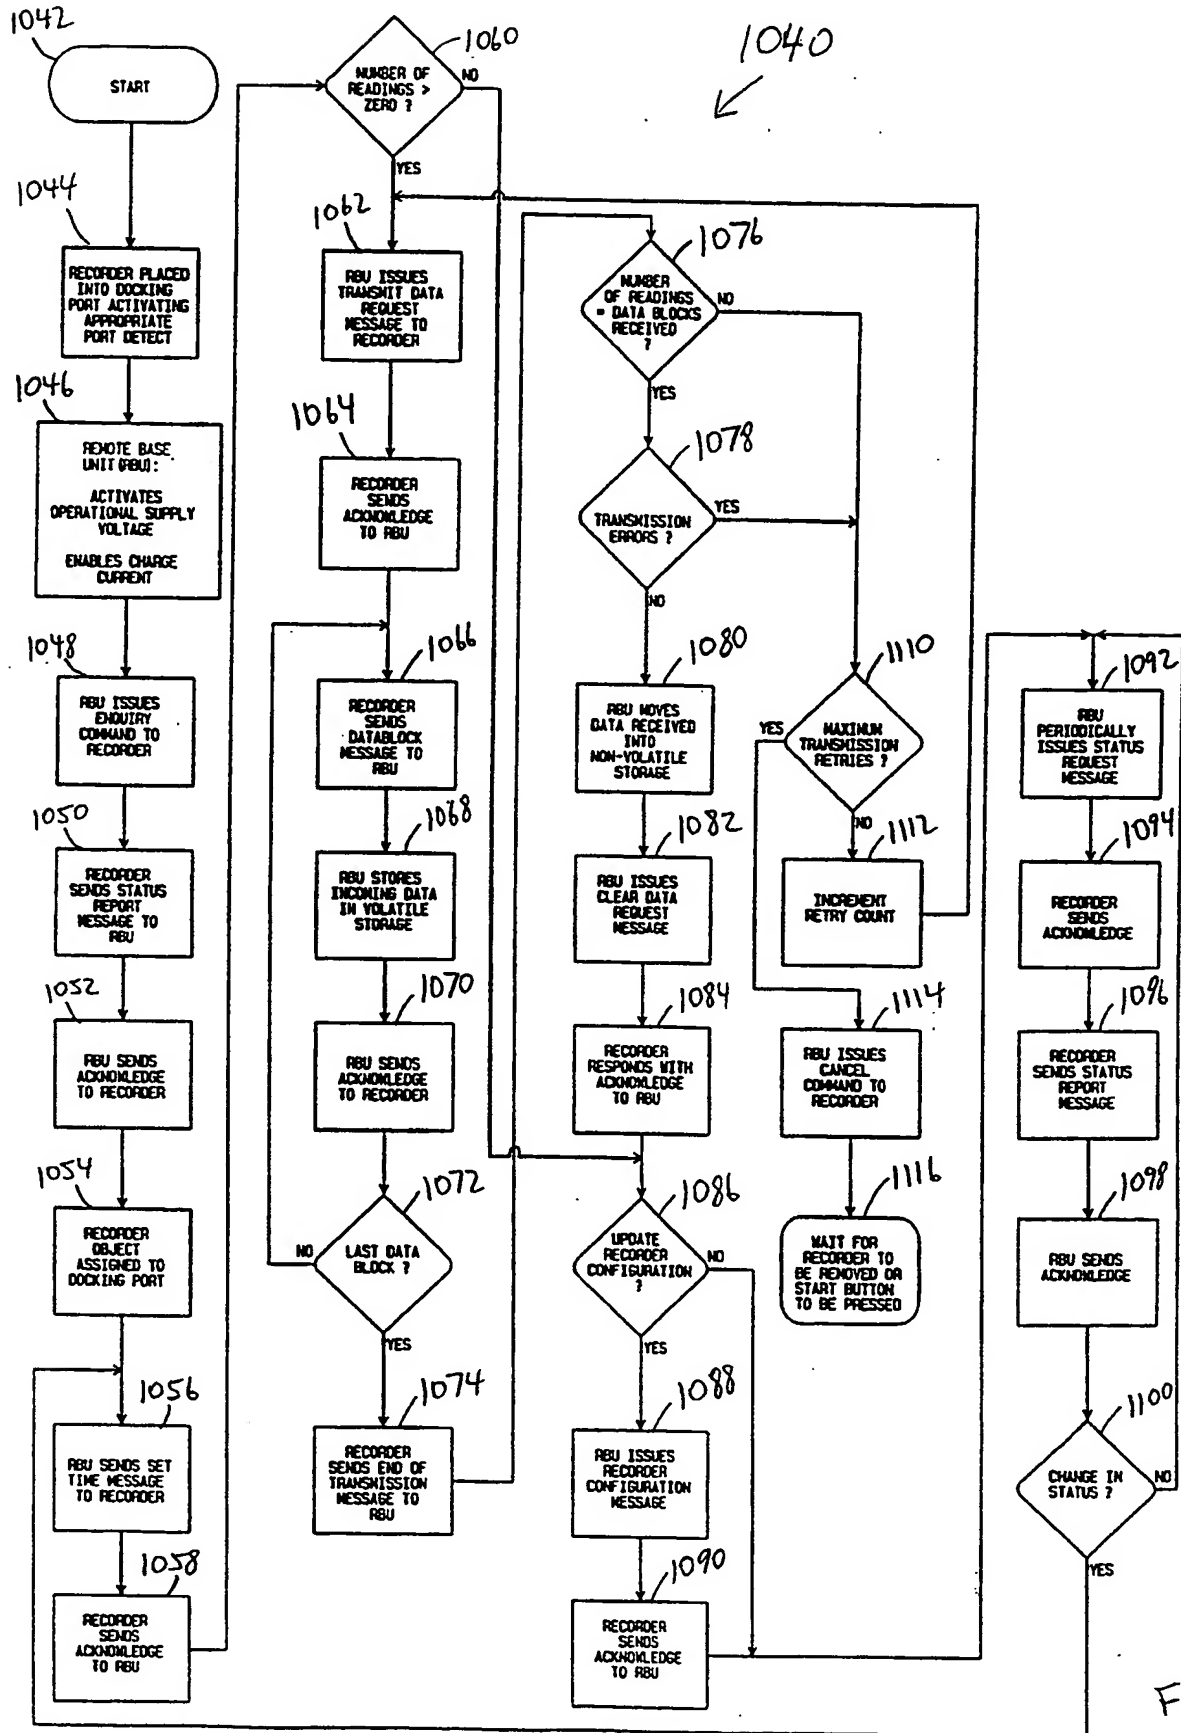 1042
START
1044
RECORDER PLACED
INTO DOCKING
PORT ACTIVATING
APPROPRIATE
PORT DETECT
1046
REMOTE BASE
UNIT (RBU):
ACTIVATES
OPERATIONAL SUPPLY
VOLTAGE
ENABLES CHARGE
CURRENT
1048
RBU ISSUES
ENQUIRY
COMMAND TO
RECORDER
1050
RECORDER
SENDS STATUS
REPORT
MESSAGE TO
RBU
1052
RBU SENDS
ACKNOWLEDGE
TO RECORDER
1054
RECORDER
OBJECT
ASSIGNED TO
DOCKING PORT
1056
RBU SENDS SET
TIME MESSAGE
TO RECORDER
1058
RECORDER
SENDS
ACKNOWLEDGE
TO RBU
1060
NUMBER OF
READINGS >
ZERO ?
NO
YES
1062
RBU ISSUES
TRANSMIT DATA
REQUEST
MESSAGE TO
RECORDER
1064
RECORDER
SENDS
ACKNOWLEDGE
TO RBU
1066
RECORDER
SENDS
DATABLOCK
MESSAGE TO
RBU
1068
RBU STORES
INCOMING DATA
IN VOLATILE
STORAGE
1070
RBU SENDS
ACKNOWLEDGE
TO RECORDER
1072
NO
LAST DATA
BLOCK ?
YES
1074
RECORDER
SENDS END OF
TRANSMISSION
MESSAGE TO
RBU
1040
1076
NUMBER
OF READINGS
= DATA BLOCKS
RECEIVED
?
NO
YES
1078
TRANSMISSION
ERRORS ?
YES
NO
1080
RBU MOVES
DATA RECEIVED
INTO
NON-VOLATILE
STORAGE
1082
RBU ISSUES
CLEAR DATA
REQUEST
MESSAGE
1084
RECORDER
RESPONDS WITH
ACKNOWLEDGE
TO RBU
1086
UPDATE
RECORDER
CONFIGURATION
?
NO
YES
1088
RBU ISSUES
RECORDER
CONFIGURATION
MESSAGE
1090
RECORDER
SENDS
ACKNOWLEDGE
TO RBU
1110
YES
MAXIMUM
TRANSMISSION
RETRIES ?
NO
1112
INCREMENT
RETRY COUNT
1114
RBU ISSUES
CANCEL
COMMAND TO
RECORDER
1116
WAIT FOR
RECORDER TO
BE REMOVED OR
START BUTTON
TO BE PRESSED
1092
RBU
PERIODICALLY
ISSUES STATUS
REQUEST
MESSAGE
1094
RECORDER
SENDS
ACKNOWLEDGE
1096
RECORDER
SENDS STATUS
REPORT
MESSAGE
1098
RBU SENDS
ACKNOWLEDGE
1100
CHANGE IN
STATUS ?
NO
YES
F